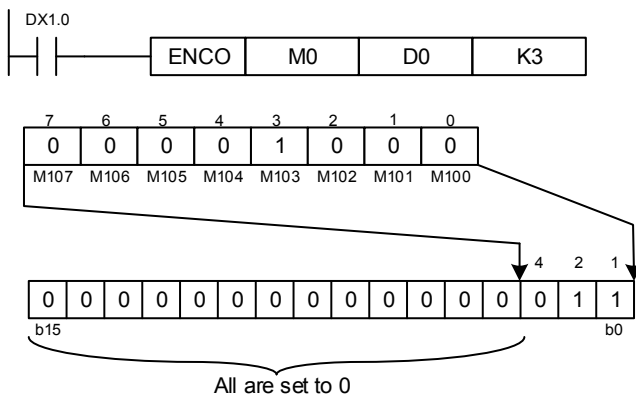 DX1.0
ENCO M0 D0 K3
7 6 5 4 3 2 1 0
0 0 0 0 1 0 0 0
M107 M106 M105 M104 M103 M102 M101 M100
4 2 1
0 0 0 0 0 0 0 0 0 0 0 0 0 0 1 1
b15 b0
All are set to 0